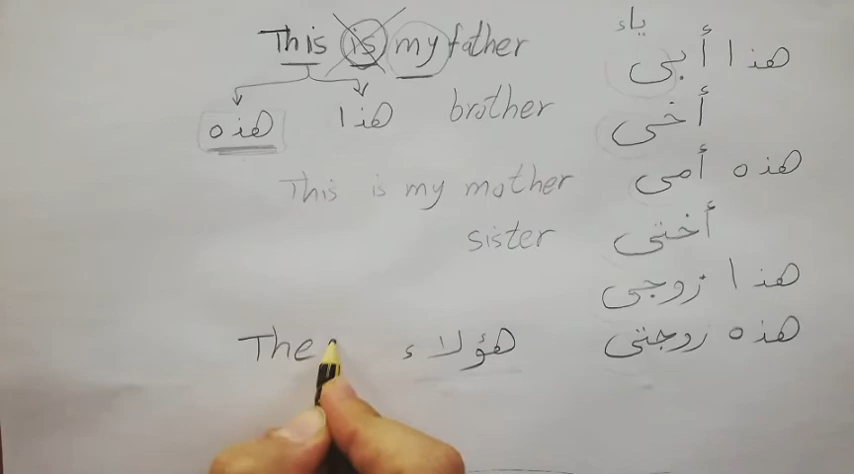 ياء
This is my father هذا أبى
هذه هذا brother أخى
This is my mother هذه أمى
sister أختى
هذا زوجى
هذه زوجتى
The هؤلاء